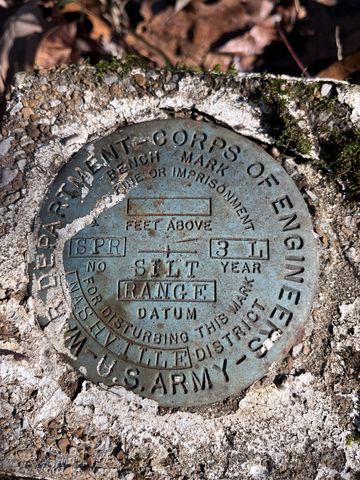 WAR DEPARTMENT-CORPS OF ENGINEERS-
U.S. ARMY-
BENCH MARK
FINE OR IMPRISONMENT
FEET ABOVE
SPR 3 L
NO YEAR
SILT
RANGE
DATUM
FOR DISTURBING THIS MARK
NASHVILLE DISTRICT